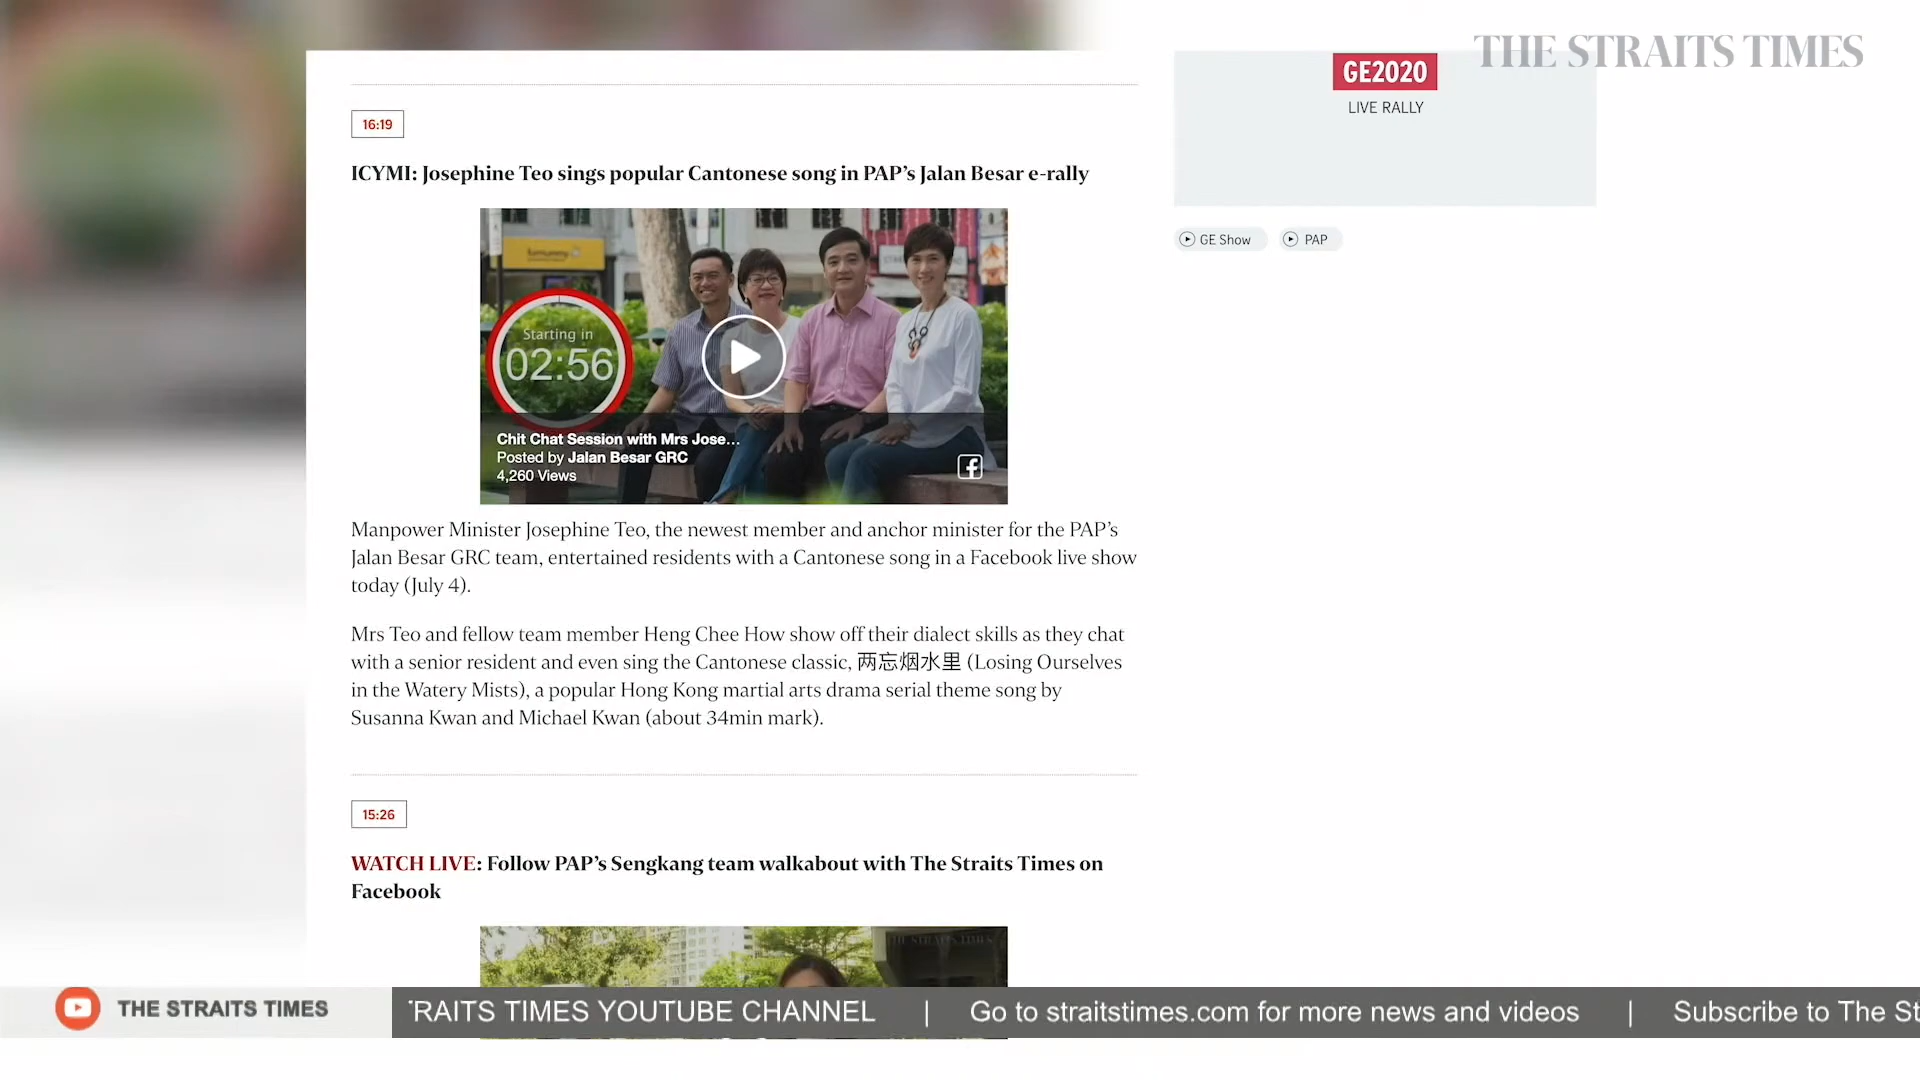 THE STRAITS TIMES
GE2020
LIVE RALLY
GE Show
PAP
16:19
ICYMI: Josephine Teo sings popular Cantonese song in PAP’s Jalan Besar e-rally
Starting in
02:56
Chit Chat Session with Mrs Jose...
Posted by Jalan Besar GRC
4,260 Views
Manpower Minister Josephine Teo, the newest member and anchor minister for the PAP’s
Jalan Besar GRC team, entertained residents with a Cantonese song in a Facebook live show
today (July 4).
Mrs Teo and fellow team member Heng Chee How show off their dialect skills as they chat
with a senior resident and even sing the Cantonese classic, 两忘烟水里 (Losing Ourselves
in the Watery Mists), a popular Hong Kong martial arts drama serial theme song by
Susanna Kwan and Michael Kwan (about 34min mark).
15:26
WATCH LIVE: Follow PAP’s Sengkang team walkabout with The Straits Times on
Facebook
THE STRAITS TIMES
THE STRAITS TIMES
RAITS TIMES YOUTUBE CHANNEL | Go to straitstimes.com for more news and videos | Subscribe to The St